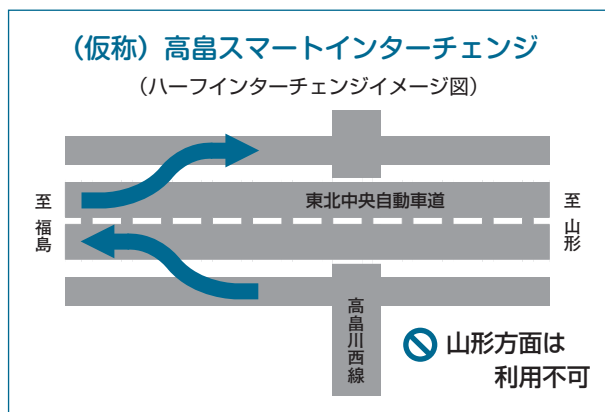 （仮称）高畠スマートインターチェンジ
（ハーフインターチェンジイメージ図）
至 福島
東北中央自動車道
至 山形
高畠川西線
山形方面は
利用不可